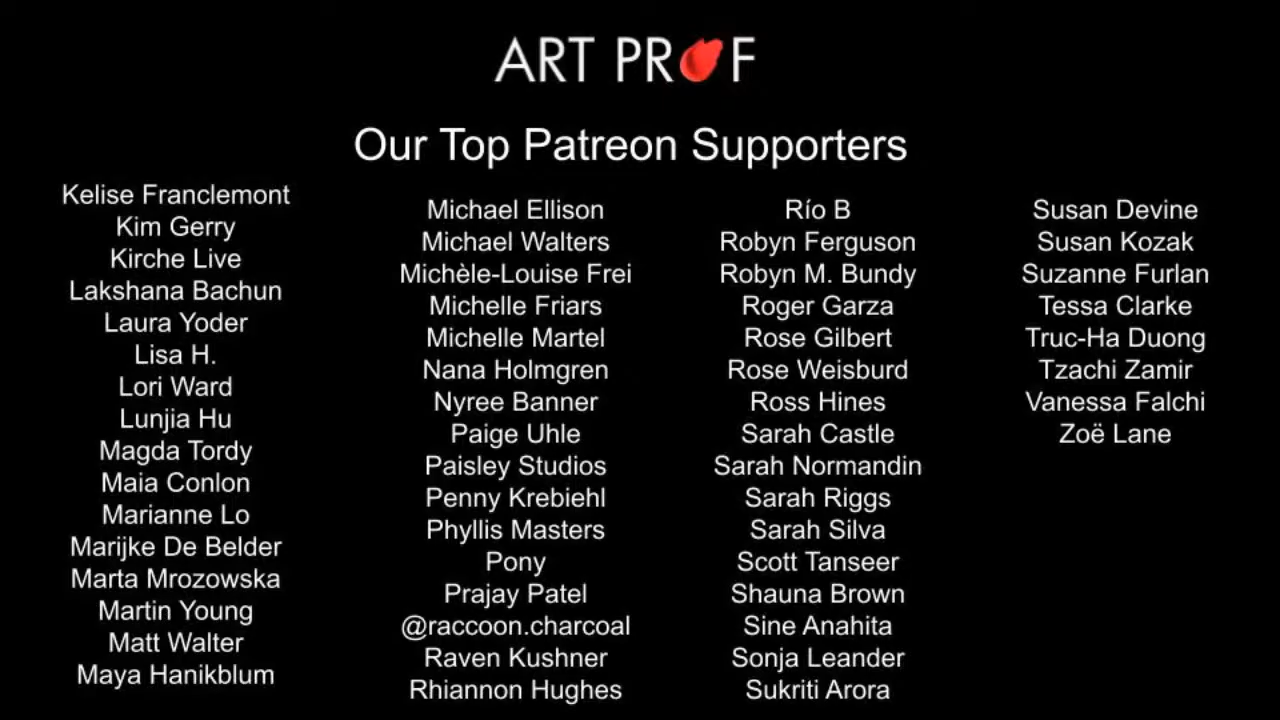 ART PROF
Our Top Patreon Supporters
Kelise Franclemont
Kim Gerry
Kirche Live
Lakshana Bachun
Laura Yoder
Lisa H.
Lori Ward
Lunjia Hu
Magda Tordy
Maia Conlon
Marianne Lo
Marijke De Belder
Marta Mrozowska
Martin Young
Matt Walter
Maya Hanikblum
Michael Ellison
Michael Walters
Michèle-Louise Frei
Michelle Friars
Michelle Martel
Nana Holmgren
Nyree Banner
Paige Uhle
Paisley Studios
Penny Krebiehl
Phyllis Masters
Pony
Prajay Patel
@raccoon.charcoal
Raven Kushner
Rhiannon Hughes
Río B
Robyn Ferguson
Robyn M. Bundy
Roger Garza
Rose Gilbert
Rose Weisburd
Ross Hines
Sarah Castle
Sarah Normandin
Sarah Riggs
Sarah Silva
Scott Tanseer
Shauna Brown
Sine Anahita
Sonja Leander
Sukriti Arora
Susan Devine
Susan Kozak
Suzanne Furlan
Tessa Clarke
Truc-Ha Duong
Tzachi Zamir
Vanessa Falchi
Zoë Lane